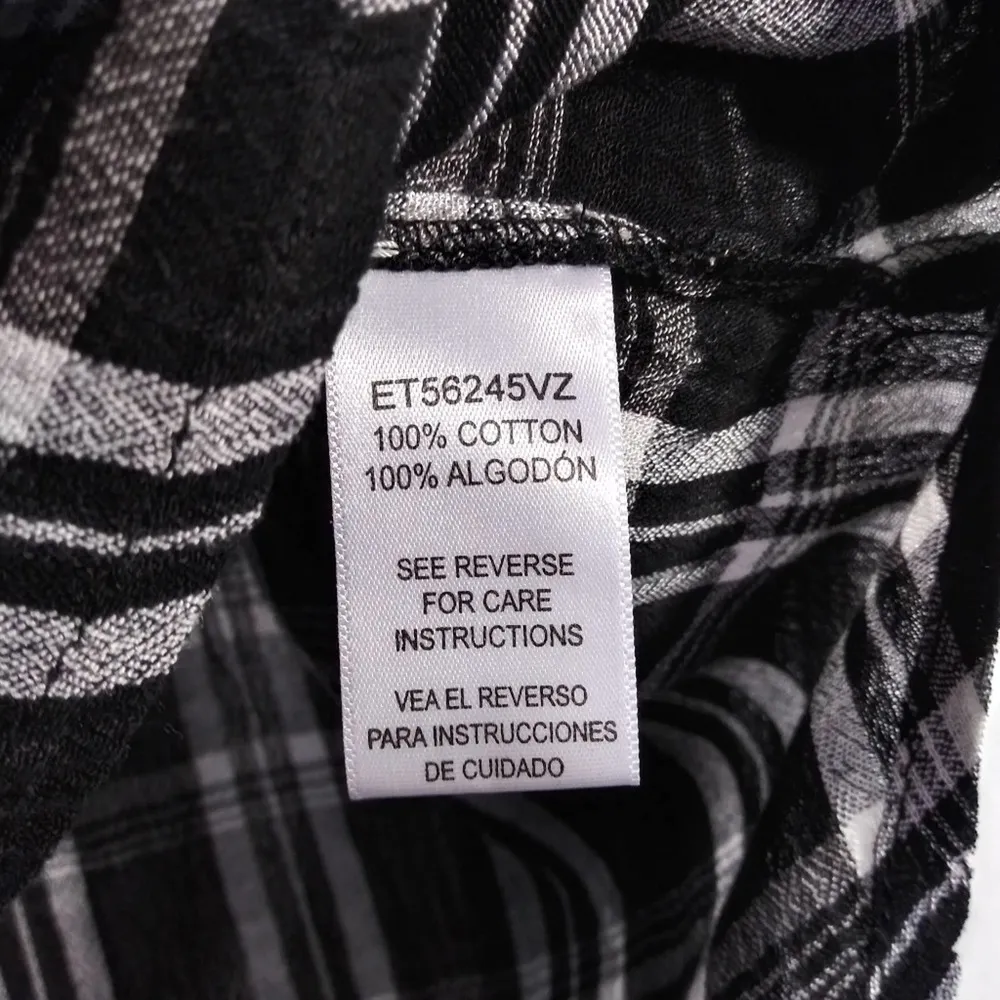 ET56245VZ
100% COTTON
100% ALGODÓN
SEE REVERSE
FOR CARE
INSTRUCTIONS
VEA EL REVERSO
PARA INSTRUCCIONES
DE CUIDADO